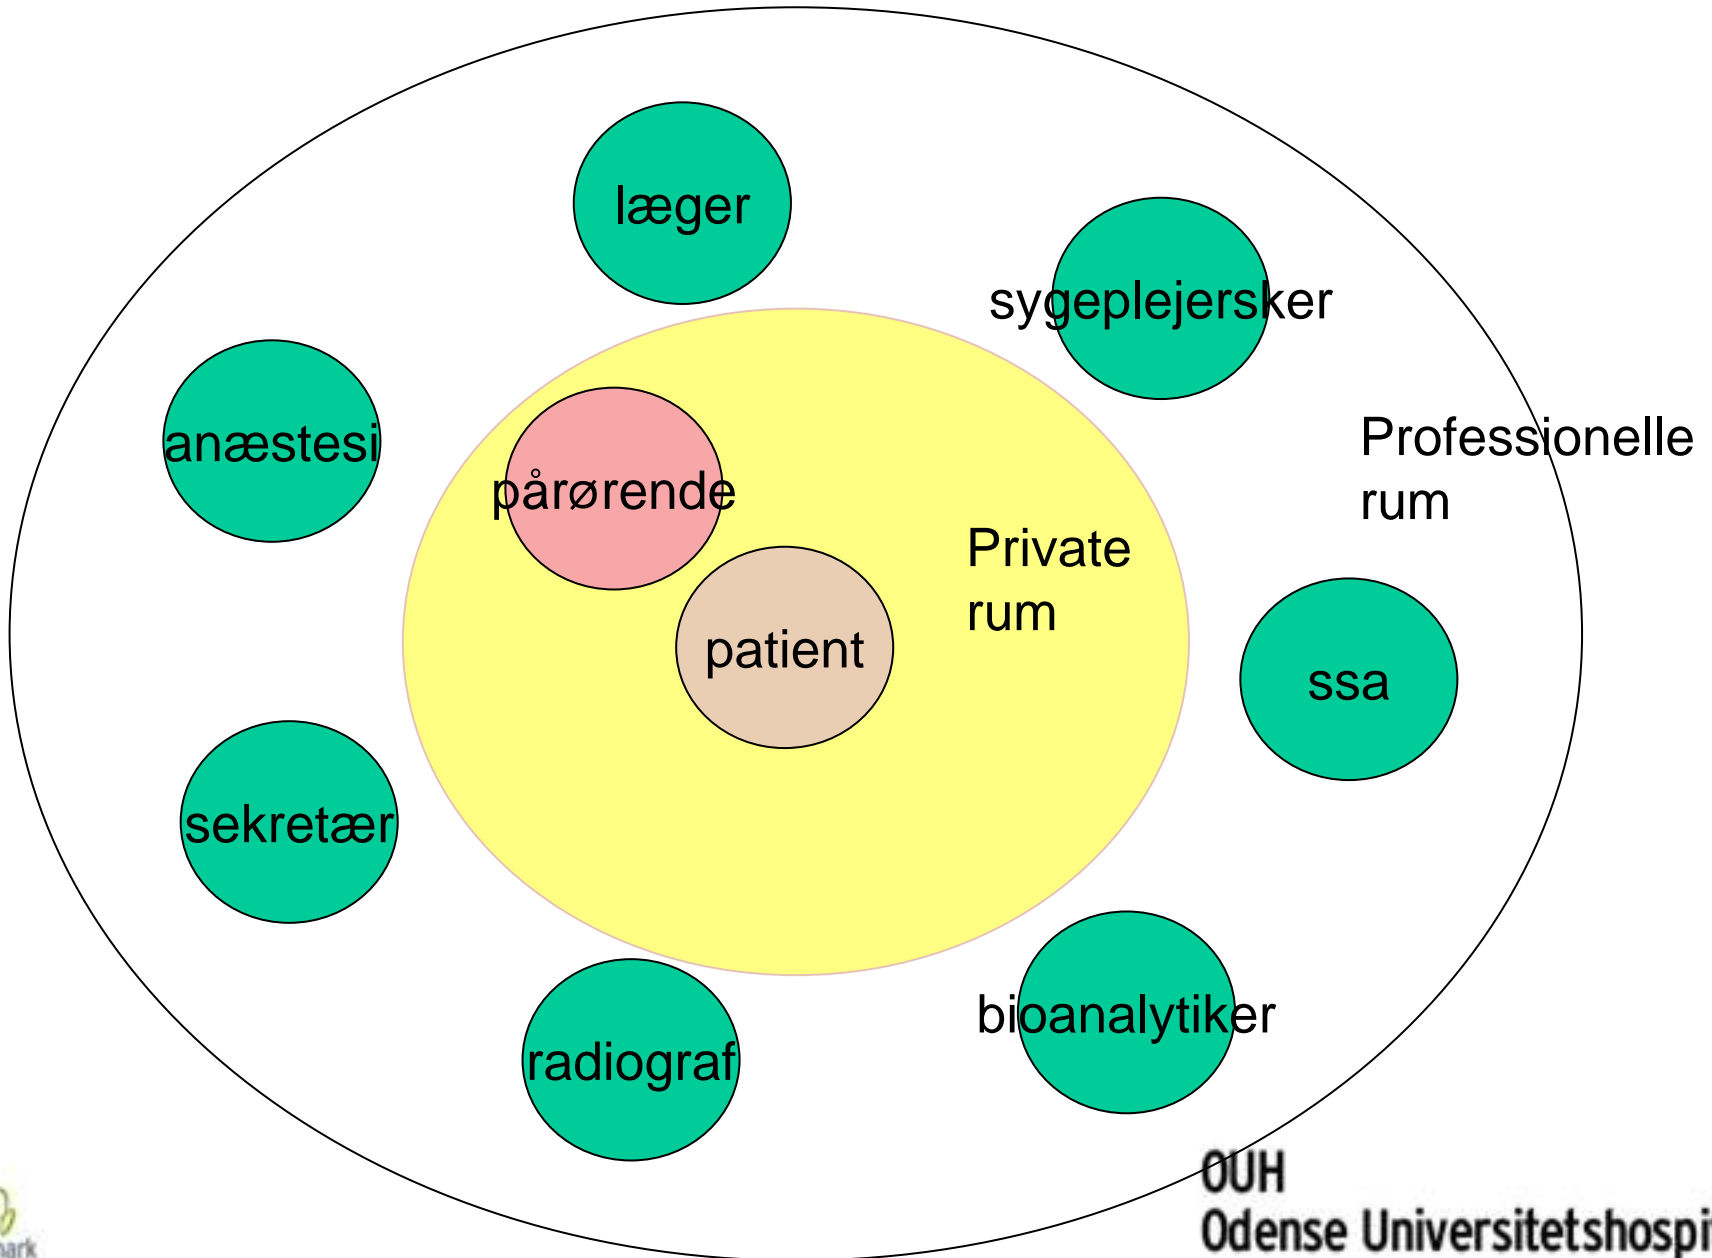 læger
sygeplejersker
anæstesi
Professionelle
rum
pårørende
Private
rum
patient
ssa
sekretær
bioanalytiker
radiograf
OUH
Odense Universitetshospi